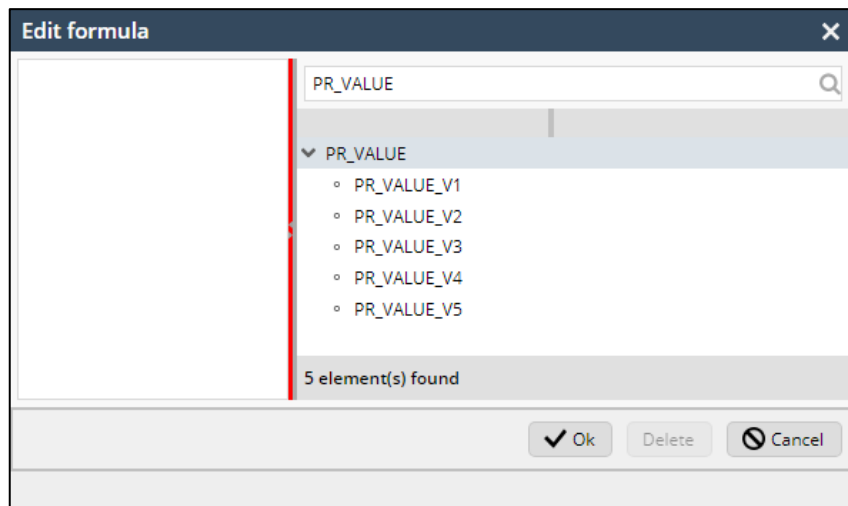 Edit formula
PR_VALUE
PR_VALUE
PR_VALUE_V1
PR_VALUE_V2
PR_VALUE_V3
PR_VALUE_V4
PR_VALUE_V5
5 element(s) found
Ok Delete Cancel